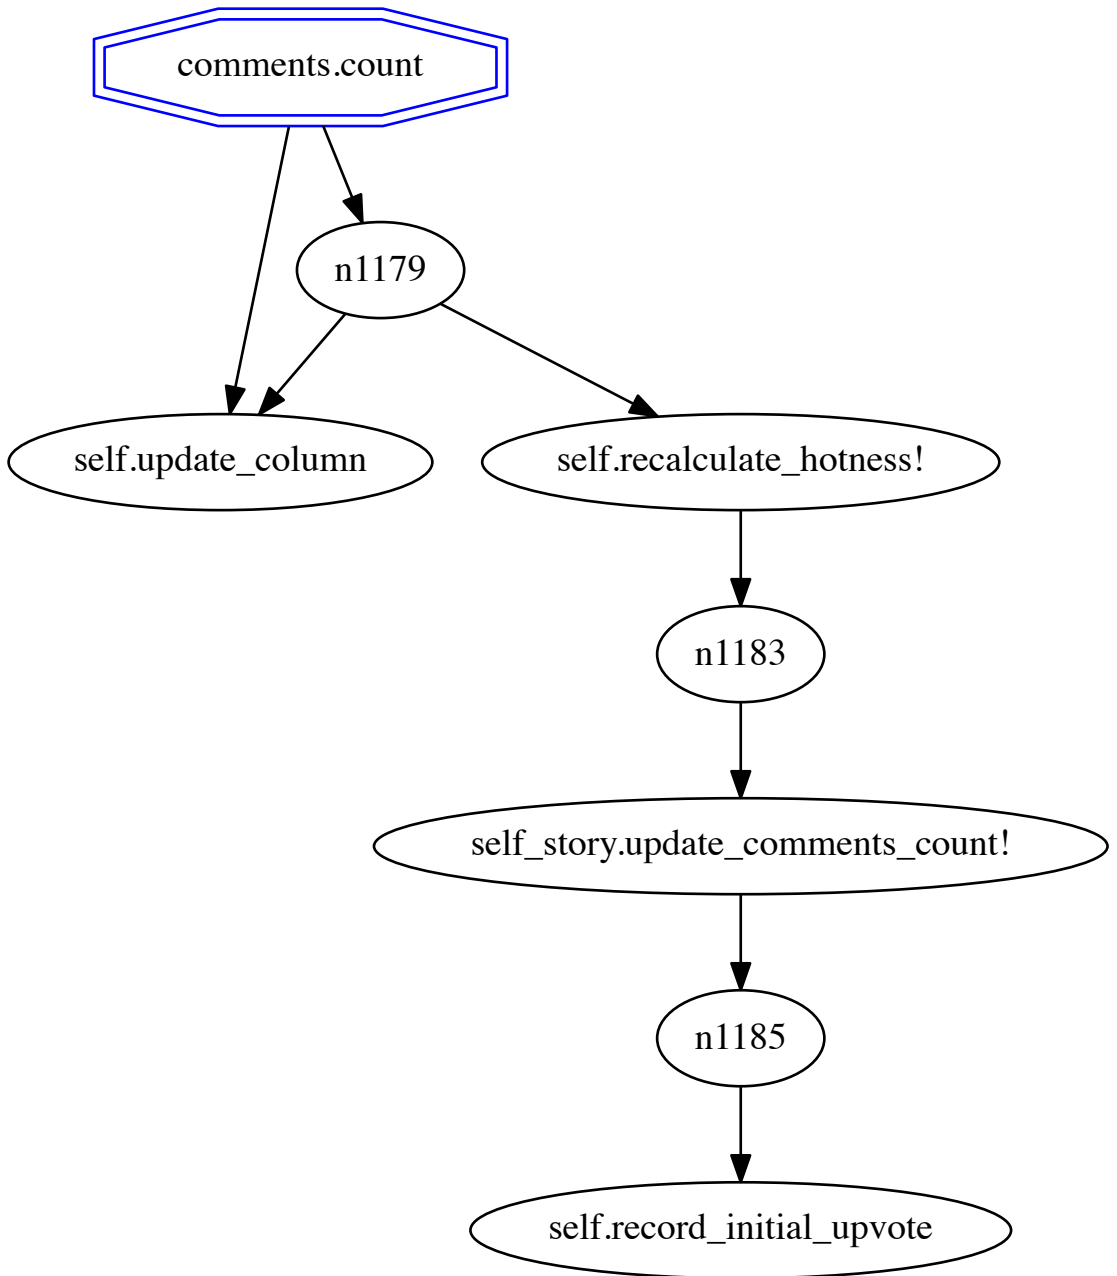 comments.count
n1179
self.update_column
self.recalculate_hotness!
n1183
self_story.update_comments_count!
n1185
self.record_initial_upvote